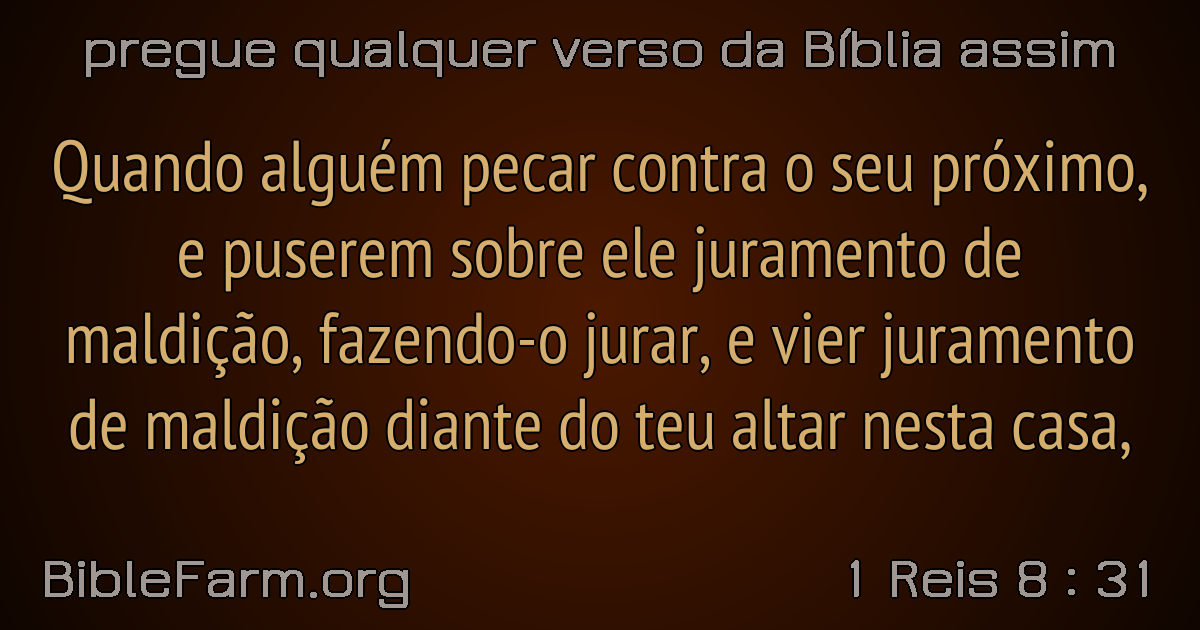 pregue qualquer verso da Bíblia assim
Quando alguém pecar contra o seu próximo,
e puserem sobre ele juramento de
maldição, fazendo-o jurar, e vier juramento
de maldição diante do teu altar nesta casa,
BibleFarm.org
1 Reis 8 : 31